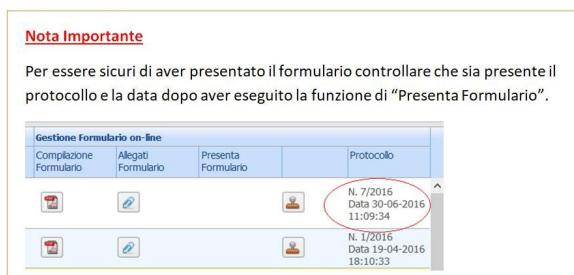 Nota Importante
Per essere sicuri di aver presentato il formulario controllare che sia presente il
protocollo e la data dopo aver eseguito la funzione di “Presenta Formulario”.
Gestione Formulario on-line
Compilazione Formulario
Allegati Formulario
Presenta Formulario
Protocollo
N. 7/2016
Data 30-06-2016
11:09:34
N. 1/2016
Data 19-04-2016
18:10:33